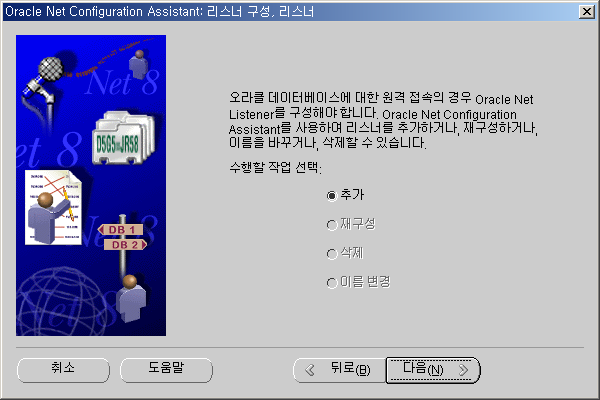 Oracle Net Configuration Assistant: 리스너 구성, 리스너
Net 8
D5G5 JR58
et 8
DB 1
DB 2
Net 8
Net 8
오라클 데이터베이스에 대한 원격 접속의 경우 Oracle Net
Listener를 구성해야 합니다. Oracle Net Configuration
Assistant를 사용하여 리스너를 추가하거나, 재구성하거나,
이름을 바꾸거나, 삭제할 수 있습니다.
수행할 작업 선택:
추가
재구성
삭제
이름 변경
취소
도움말
뒤로(B)
다음(N)